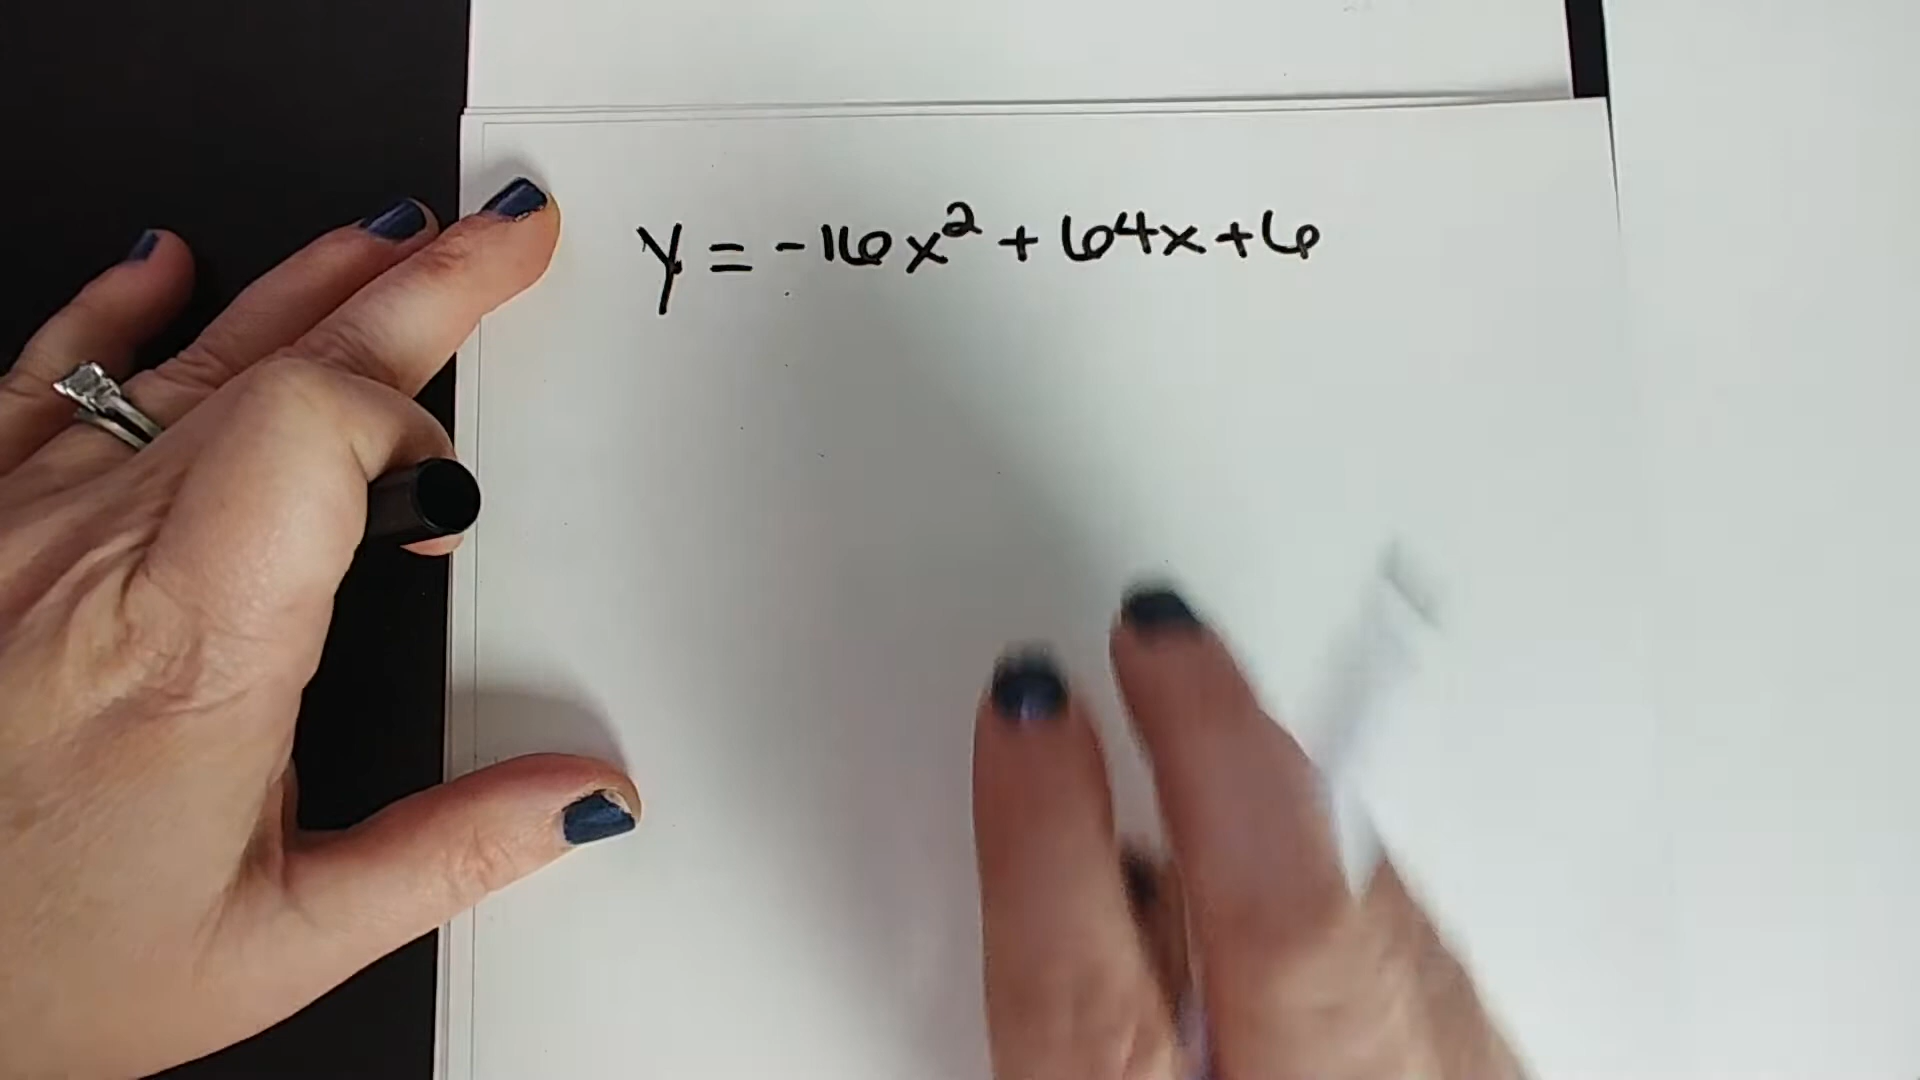 y = -16x² + 64x + 6